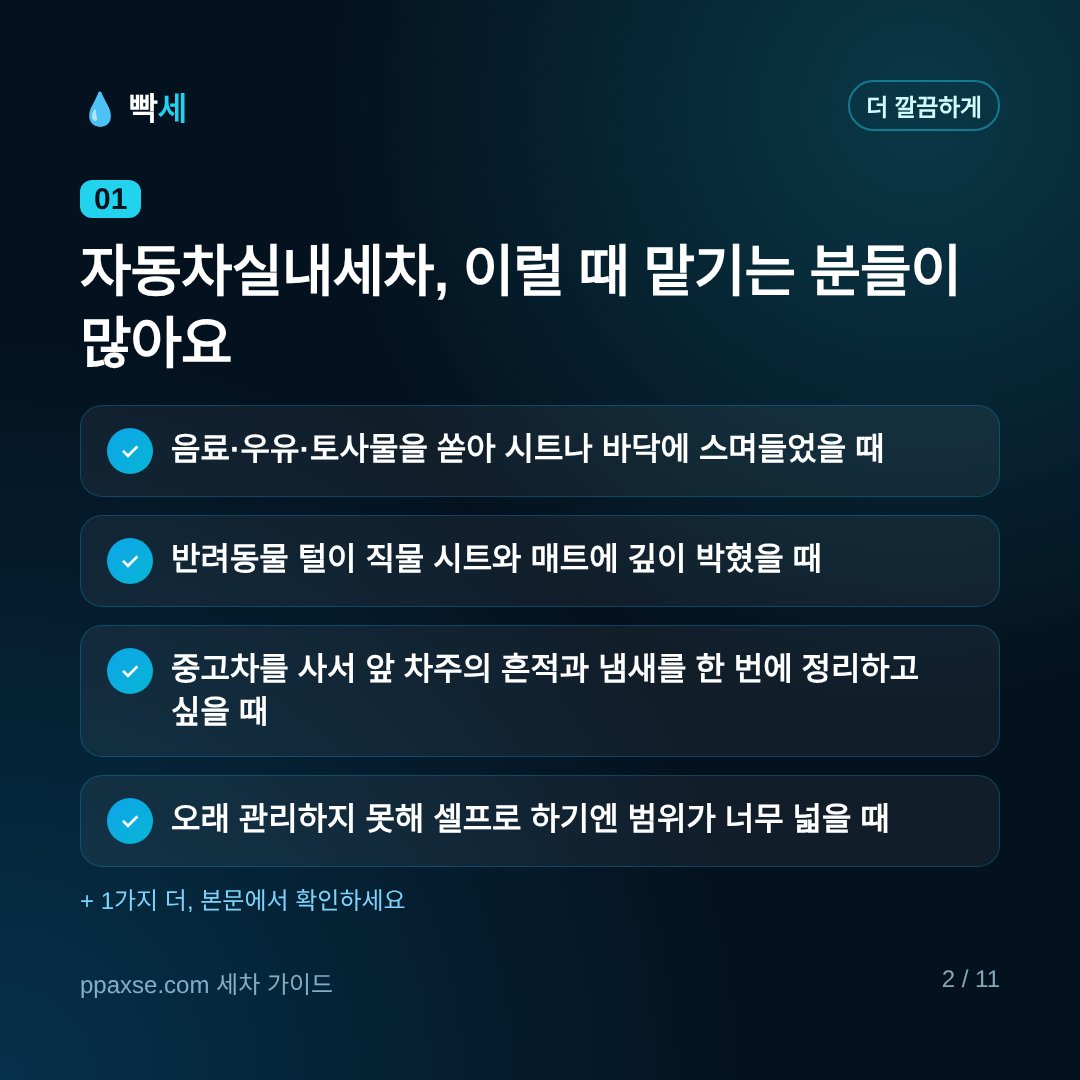 빡세
더 깔끔하게
01
자동차실내세차, 이럴 때 맡기는 분들이
많아요
음료·우유·토사물을 쏟아 시트나 바닥에 스며들었을 때
반려동물 털이 직물 시트와 매트에 깊이 박혔을 때
중고차를 사서 앞 차주의 흔적과 냄새를 한 번에 정리하고
싶을 때
오래 관리하지 못해 셀프로 하기엔 범위가 너무 넓을 때
+ 1가지 더, 본문에서 확인하세요
ppaxse.com 세차 가이드
2 / 11